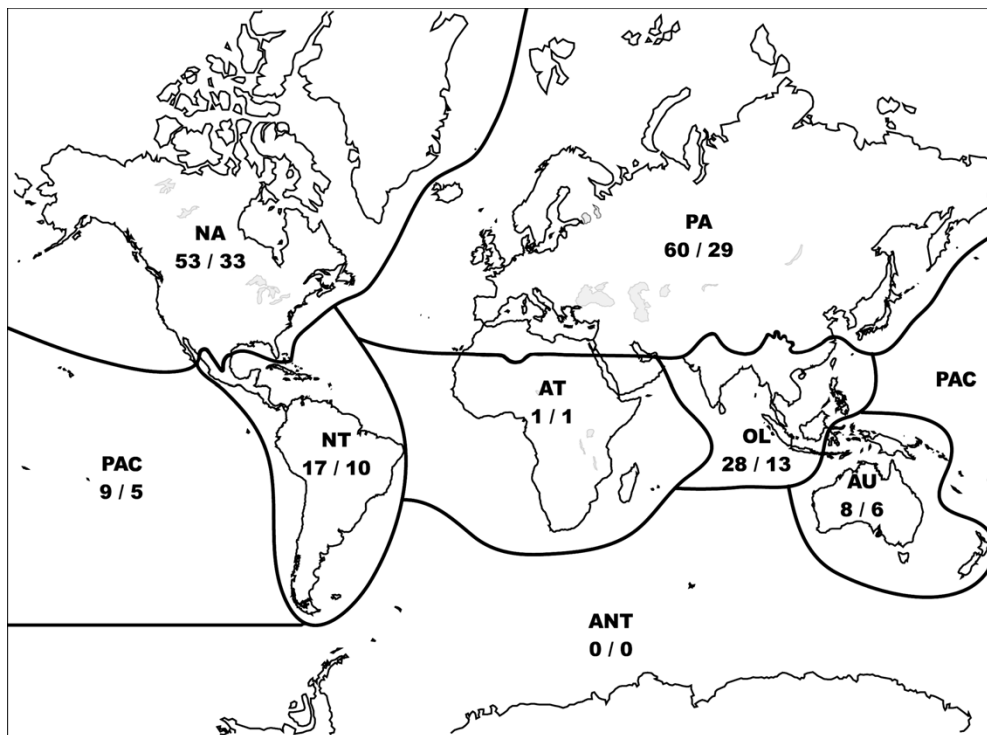 NA
53 / 33
PA
60 / 29
PAC
AT
1 / 1
NT
17 / 10
OL
28 / 13
PAC
9 / 5
AU
8 / 6
ANT
0 / 0